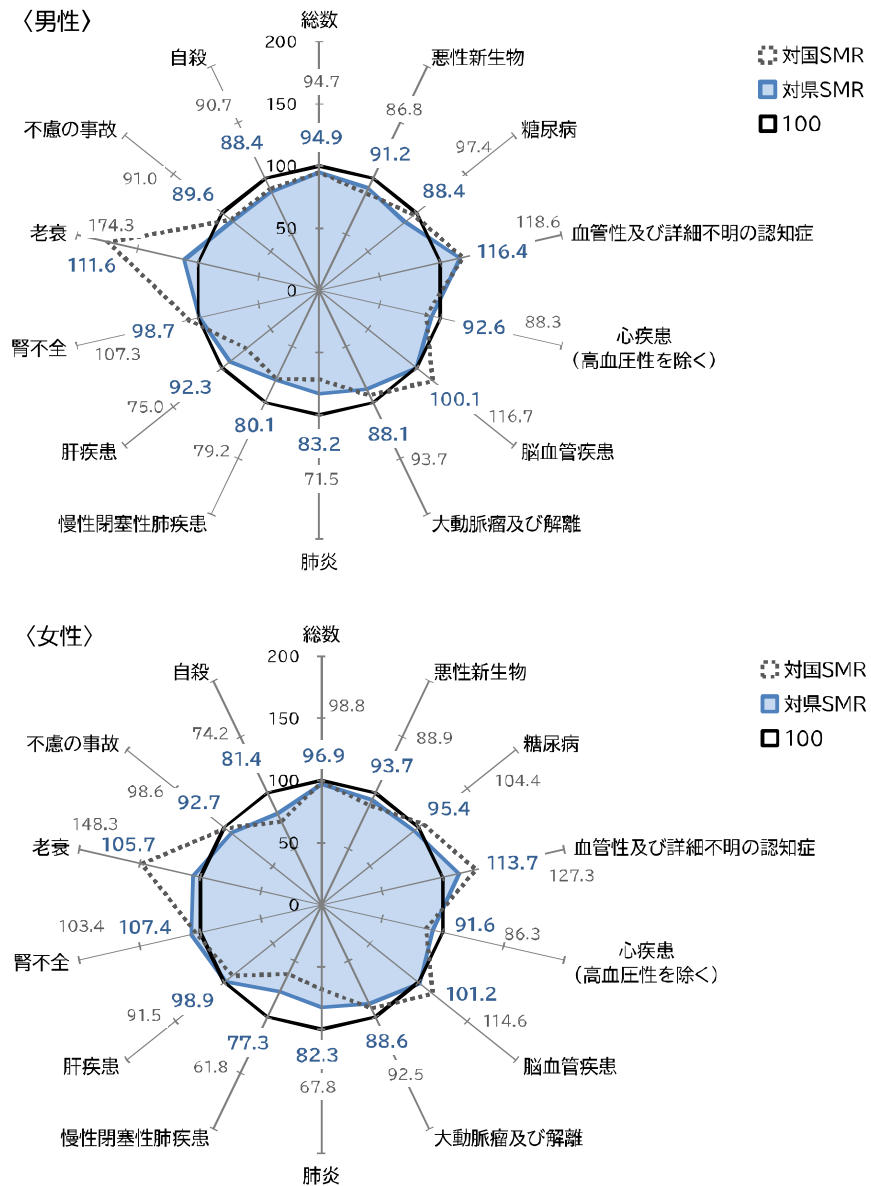 〈男性〉
総数
200
自殺
悪性新生物
対国SMR
94.7
対県SMR
90.7
150
86.8
100
不慮の事故
糖尿病
88.4
94.9
91.2
97.4
91.0
100
89.6
88.4
老衰
174.3
118.6
血管性及び詳細不明の認知症
50
116.4
111.6
0
98.7
92.6
88.3
腎不全
107.3
心疾患
(高血圧性を除く)
92.3
100.1
75.0
80.1
83.2
88.1
116.7
肝疾患
79.2
93.7
脳血管疾患
71.5
慢性閉塞性肺疾患
大動脈瘤及び解離
肺炎
〈女性〉
総数
200
自殺
悪性新生物
対国SMR
98.8
対県SMR
150
74.2
88.9
100
不慮の事故
糖尿病
81.4
96.9
93.7
98.6
100
104.4
92.7
95.4
148.3
老衰
105.7
50
血管性及び詳細不明の認知症
113.7
127.3
0
103.4
107.4
91.6
86.3
腎不全
心疾患
(高血圧性を除く)
98.9
101.2
91.5
114.6
77.3
82.3
88.6
肝疾患
61.8
92.5
脳血管疾患
67.8
慢性閉塞性肺疾患
大動脈瘤及び解離
肺炎